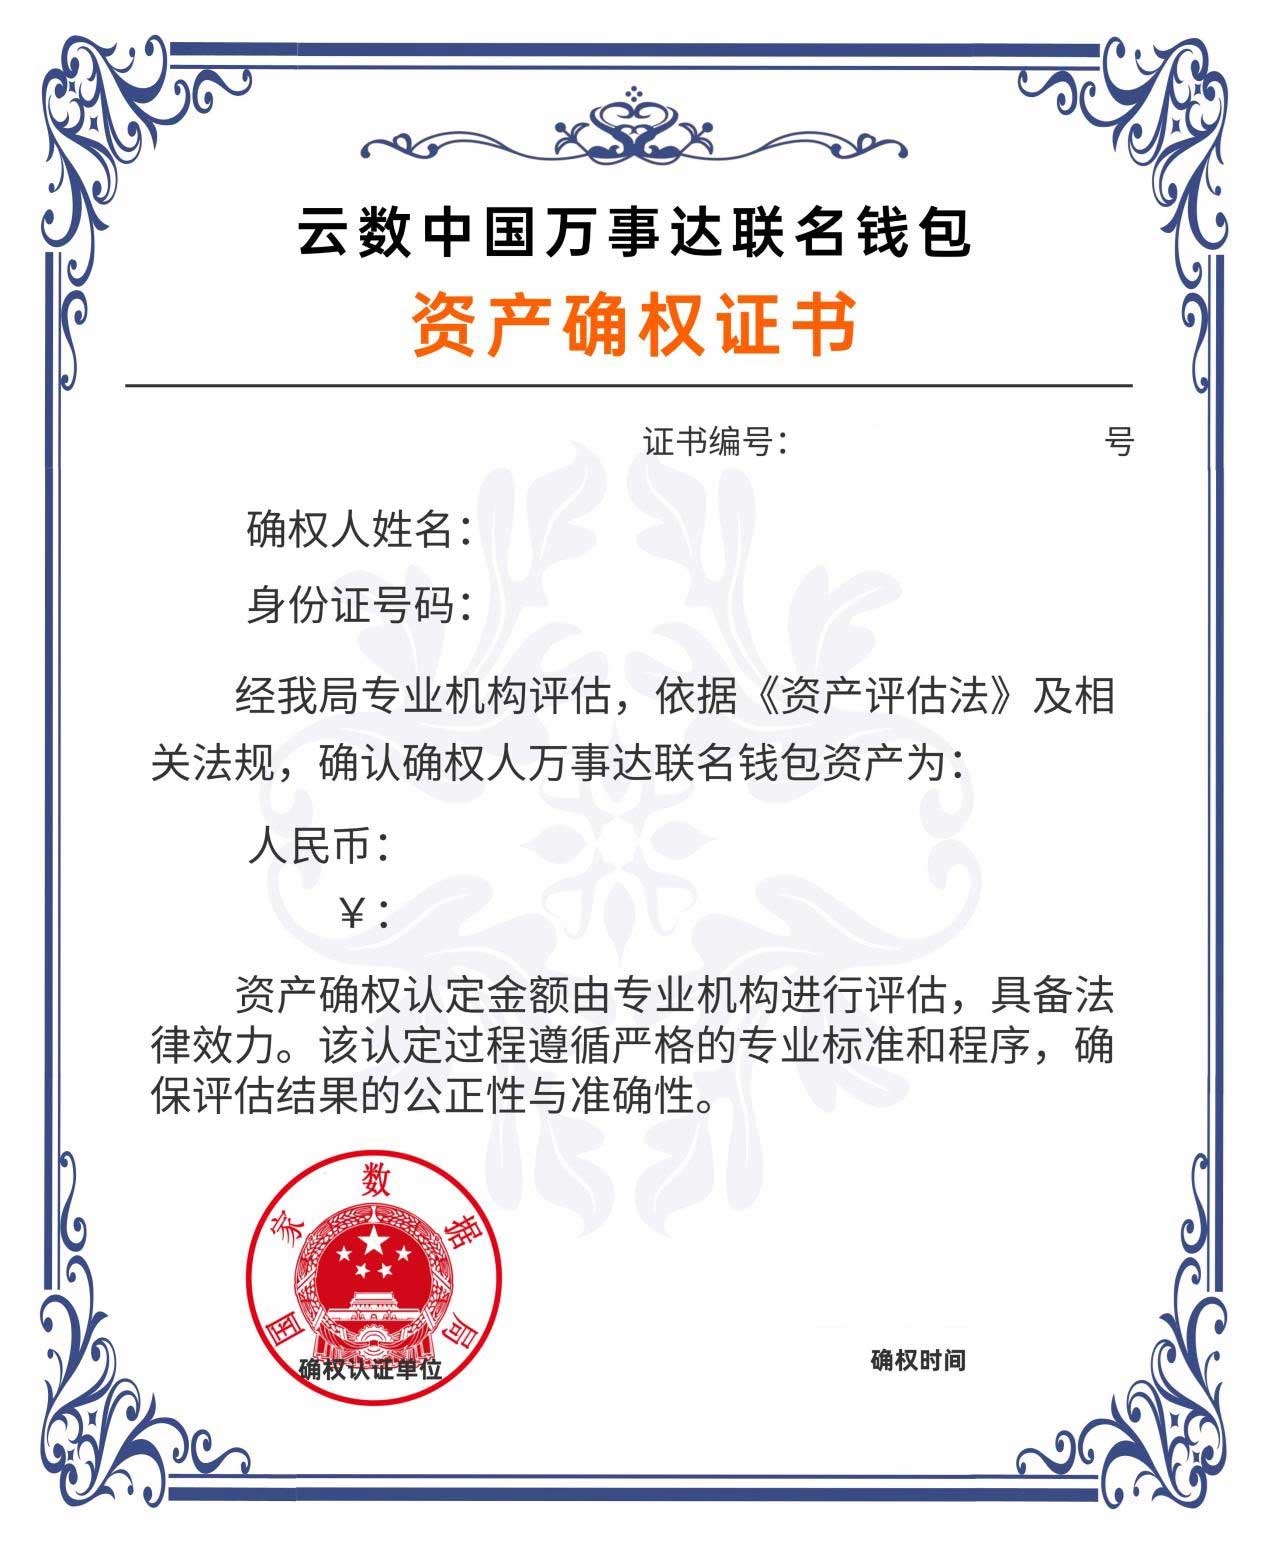 云数中国万事达联名钱包
资产确权证书
证书编号： 号
确权人姓名：
身份证号码：
经我局专业机构评估，依据《资产评估法》及相
关法规，确认确权人万事达联名钱包资产为：
人民币：
￥：
资产确权认定金额由专业机构进行评估，具备法
律效力。该认定过程遵循严格的专业标准和程序，确
保评估结果的公正性与准确性。
国家数据局
确权认证单位
确权时间